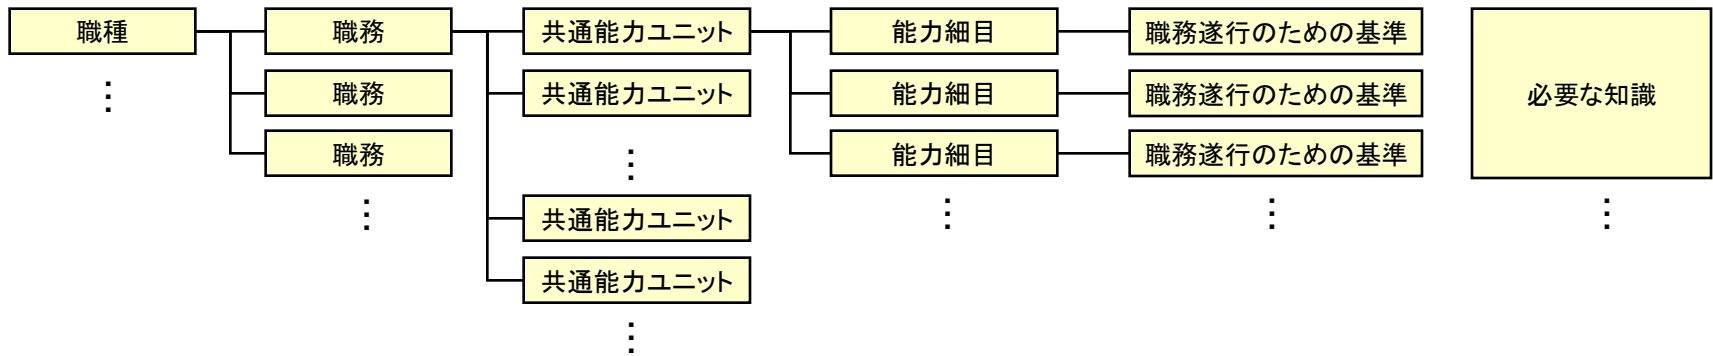 職種
職務
共通能力ユニット
能力細目
職務遂行のための基準
必要な知識
職務
共通能力ユニット
能力細目
職務遂行のための基準
職務
能力細目
職務遂行のための基準
共通能力ユニット
共通能力ユニット